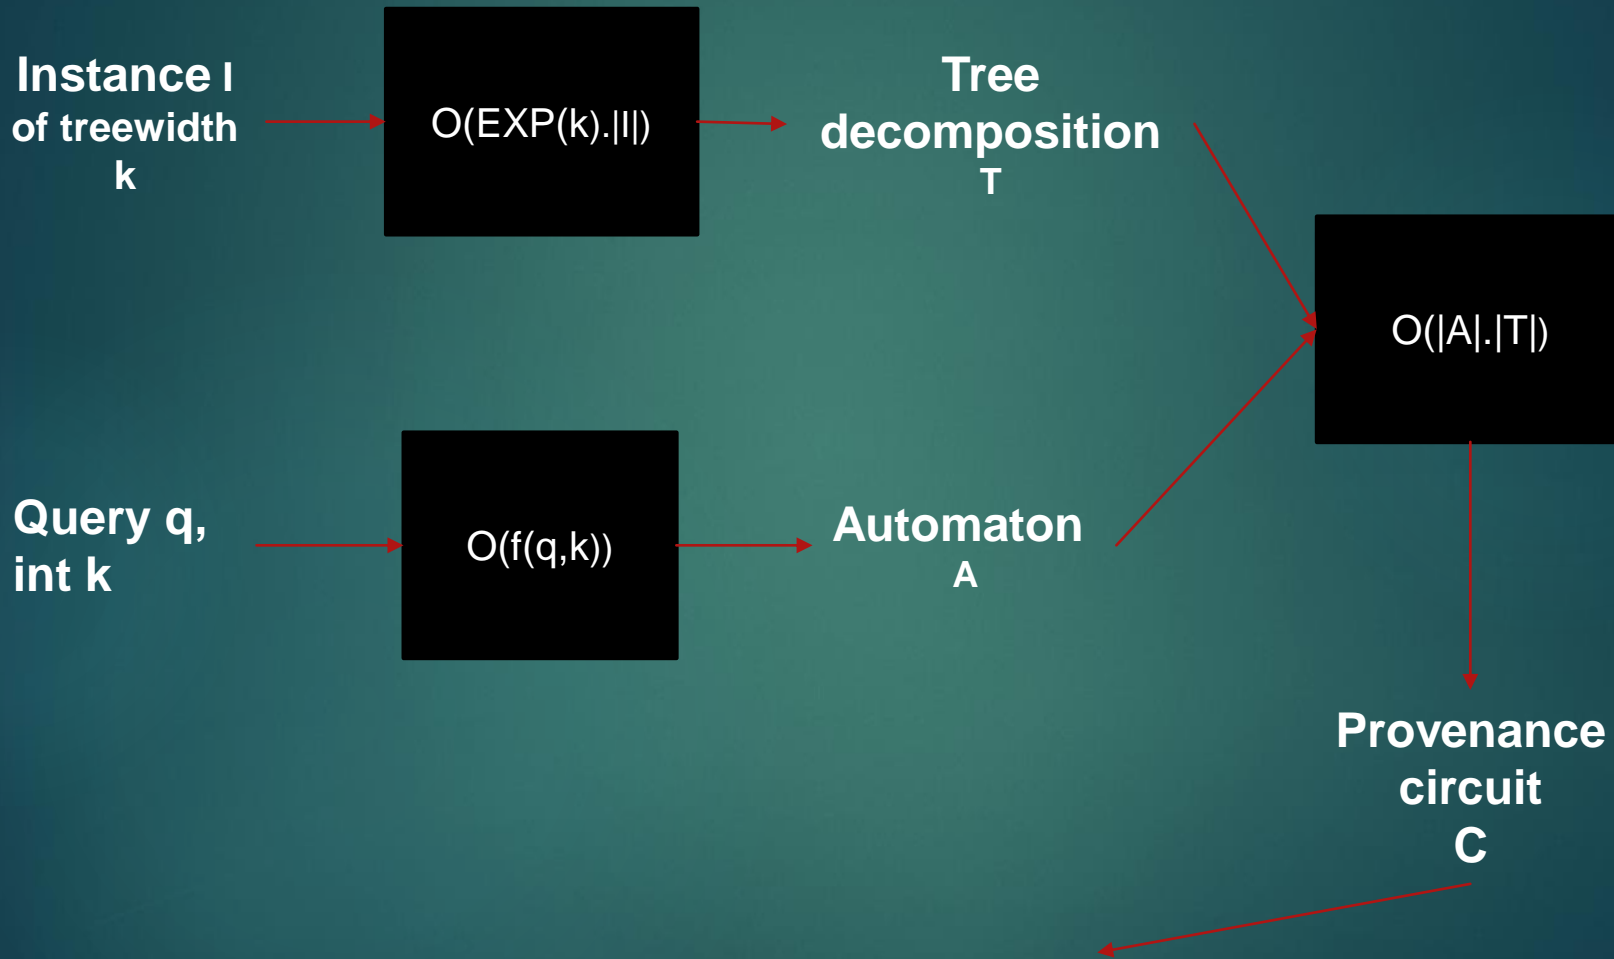 Instance I
of treewidth
k
O(EXP(k).|I|)
Tree
decomposition
T
O(|A|.|T|)
Query q,
int k
O(f(q,k))
Automaton
A
Provenance
circuit
C